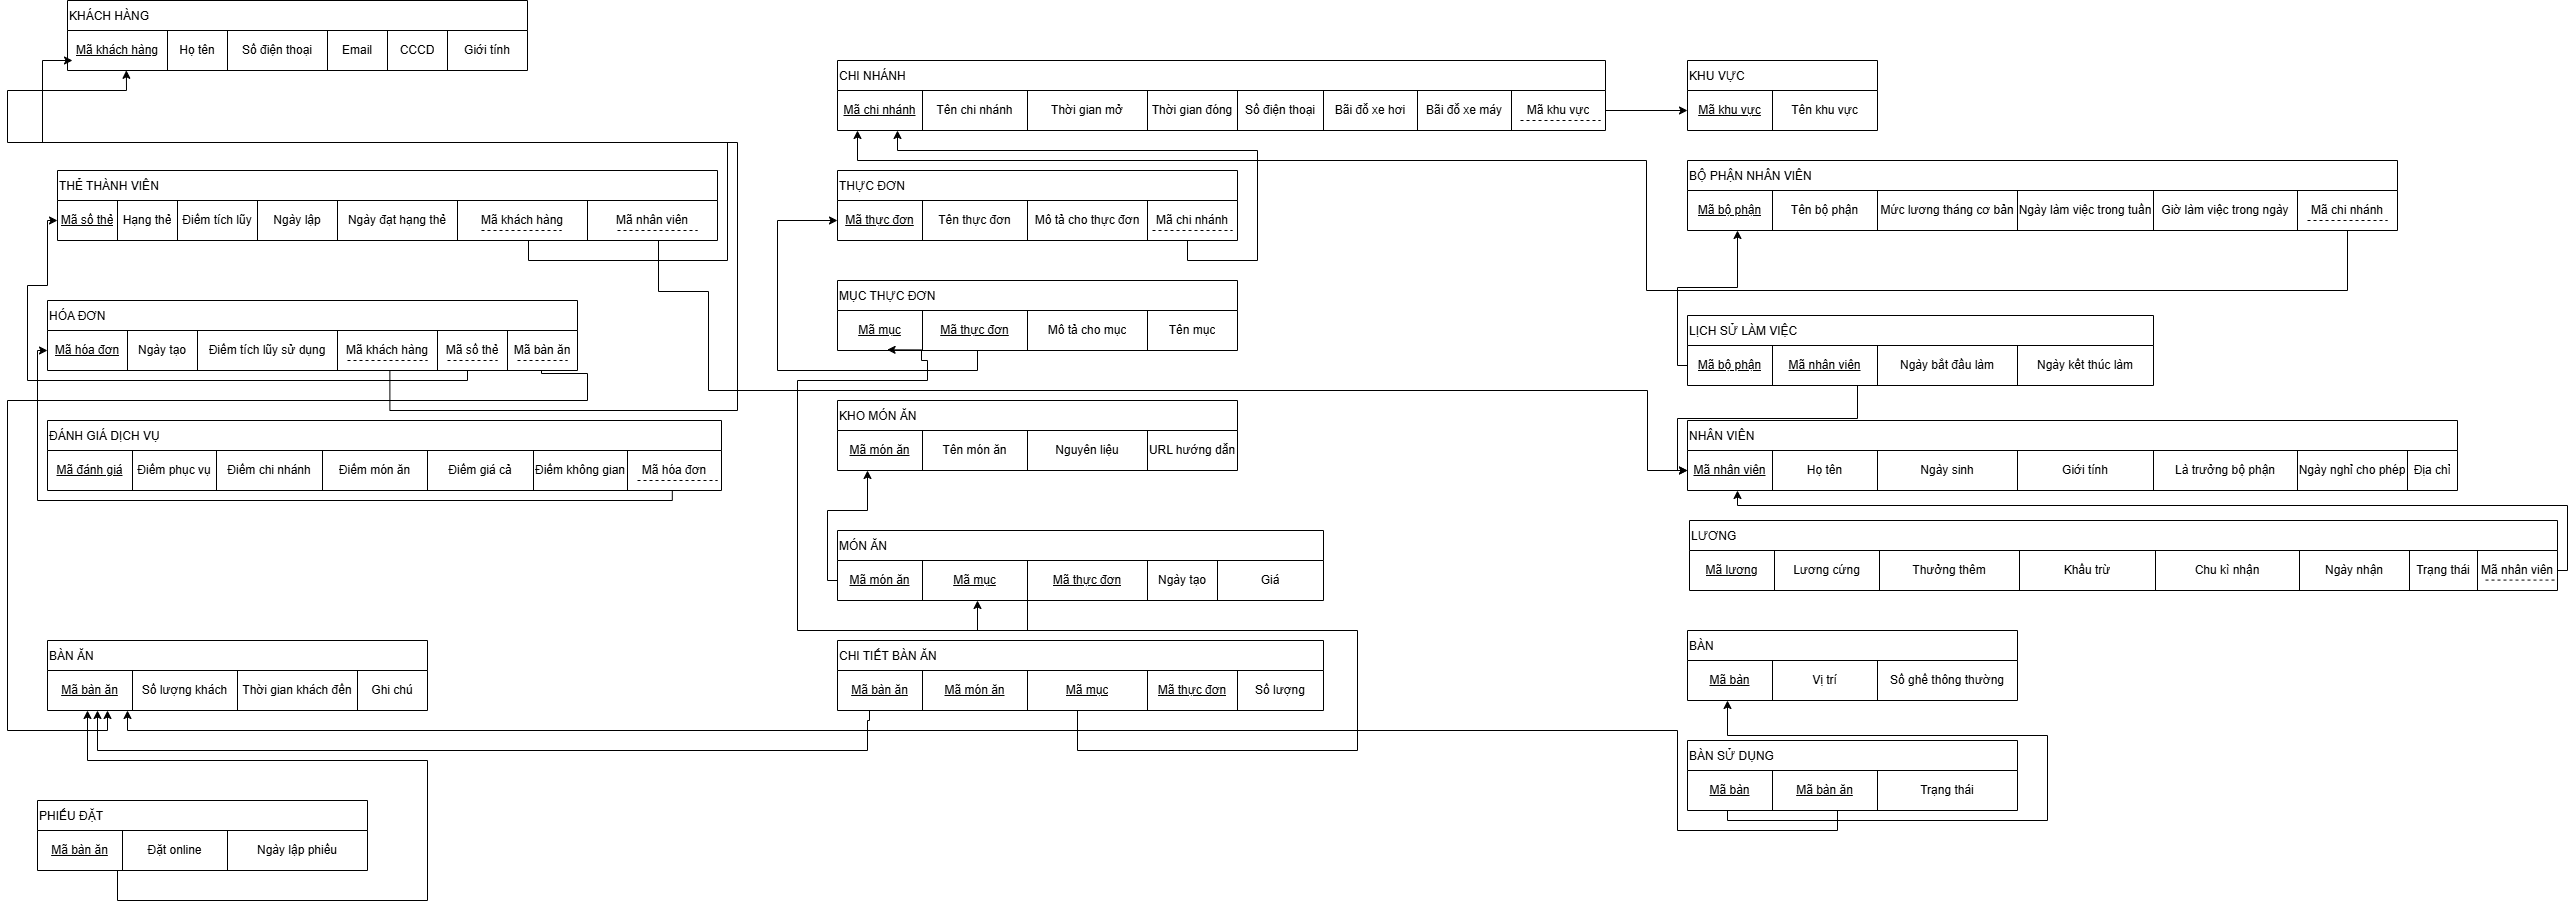 KHÁCH HÀNG
Mã khách hàng Họ tên Số điện thoại Email CCCD Giới tính
THẺ THÀNH VIÊN
Mã số thẻ Hạng thẻ Điểm tích lũy Ngày lập Ngày đạt hạng thẻ Mã khách hàng Mã nhân viên
HÓA ĐƠN
Mã hóa đơn Ngày tạo Điểm tích lũy sử dụng Mã khách hàng Mã số thẻ Mã bàn ăn
ĐÁNH GIÁ DỊCH VỤ
Mã đánh giá Điểm phục vụ Điểm chi nhánh Điểm món ăn Điểm giá cả Điểm không gian Mã hóa đơn
BÀN ĂN
Mã bàn ăn Số lượng khách Thời gian khách đến Ghi chú
PHIẾU ĐẶT
Mã bàn ăn Đặt online Ngày lập phiếu
CHI NHÁNH
Mã chi nhánh Tên chi nhánh Thời gian mở Thời gian đóng Số điện thoại Bãi đỗ xe hơi Bãi đỗ xe máy Mã khu vực
THỰC ĐƠN
Mã thực đơn Tên thực đơn Mô tả cho thực đơn Mã chi nhánh
MỤC THỰC ĐƠN
Mã mục Mã thực đơn Mô tả cho mục Tên mục
KHO MÓN ĂN
Mã món ăn Tên món ăn Nguyên liệu URL hướng dẫn
MÓN ĂN
Mã món ăn Mã mục Mã thực đơn Ngày tạo Giá
CHI TIẾT BÀN ĂN
Mã bàn ăn Mã món ăn Mã mục Mã thực đơn Số lượng
KHU VỰC
Mã khu vực Tên khu vực
BỘ PHẬN NHÂN VIÊN
Mã bộ phận Tên bộ phận Mức lương tháng cơ bản Ngày làm việc trong tuần Giờ làm việc trong ngày Mã chi nhánh
LỊCH SỬ LÀM VIỆC
Mã bộ phận Mã nhân viên Ngày bắt đầu làm Ngày kết thúc làm
NHÂN VIÊN
Mã nhân viên Họ tên Ngày sinh Giới tính Là trưởng bộ phận Ngày nghỉ cho phép Địa chỉ
LƯƠNG
Mã lương Lương cứng Thưởng thêm Khấu trừ Chu kì nhận Ngày nhận Trạng thái Mã nhân viên
BÀN
Mã bàn Vị trí Số ghế thông thường
BÀN SỬ DỤNG
Mã bàn Mã bàn ăn Trạng thái